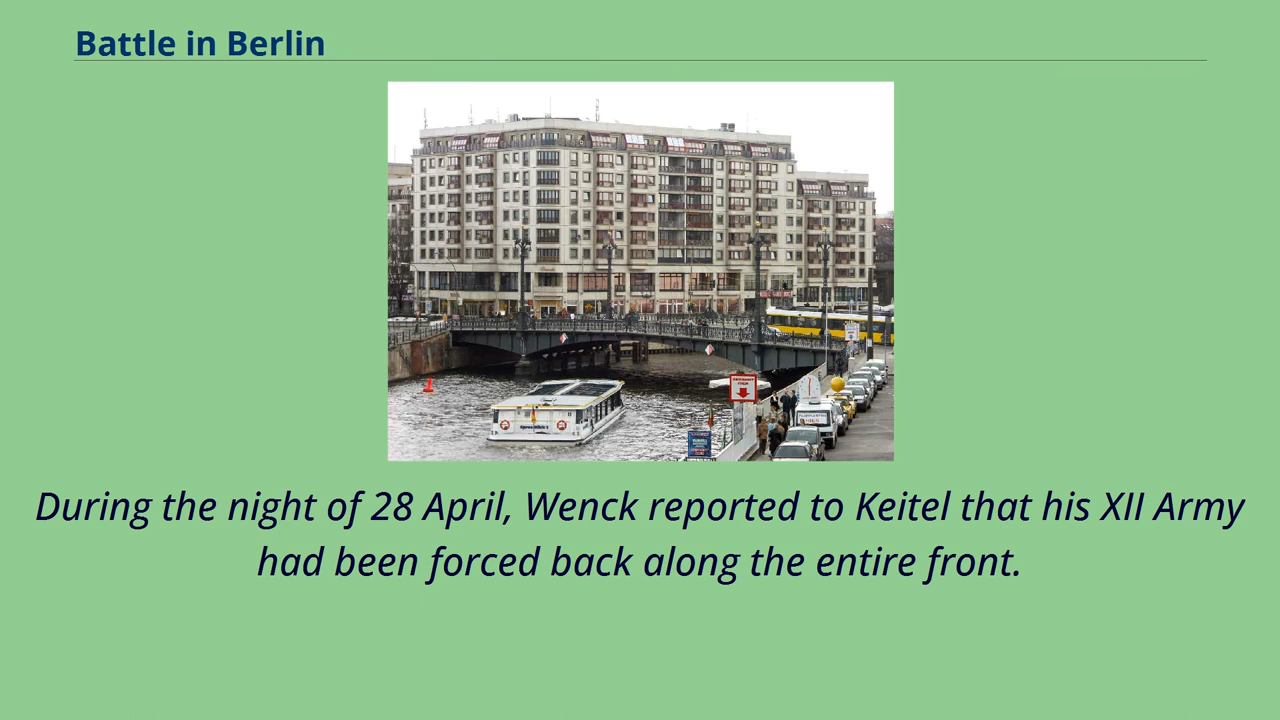 Battle in Berlin
During the night of 28 April, Wenck reported to Keitel that his XII Army
had been forced back along the entire front.